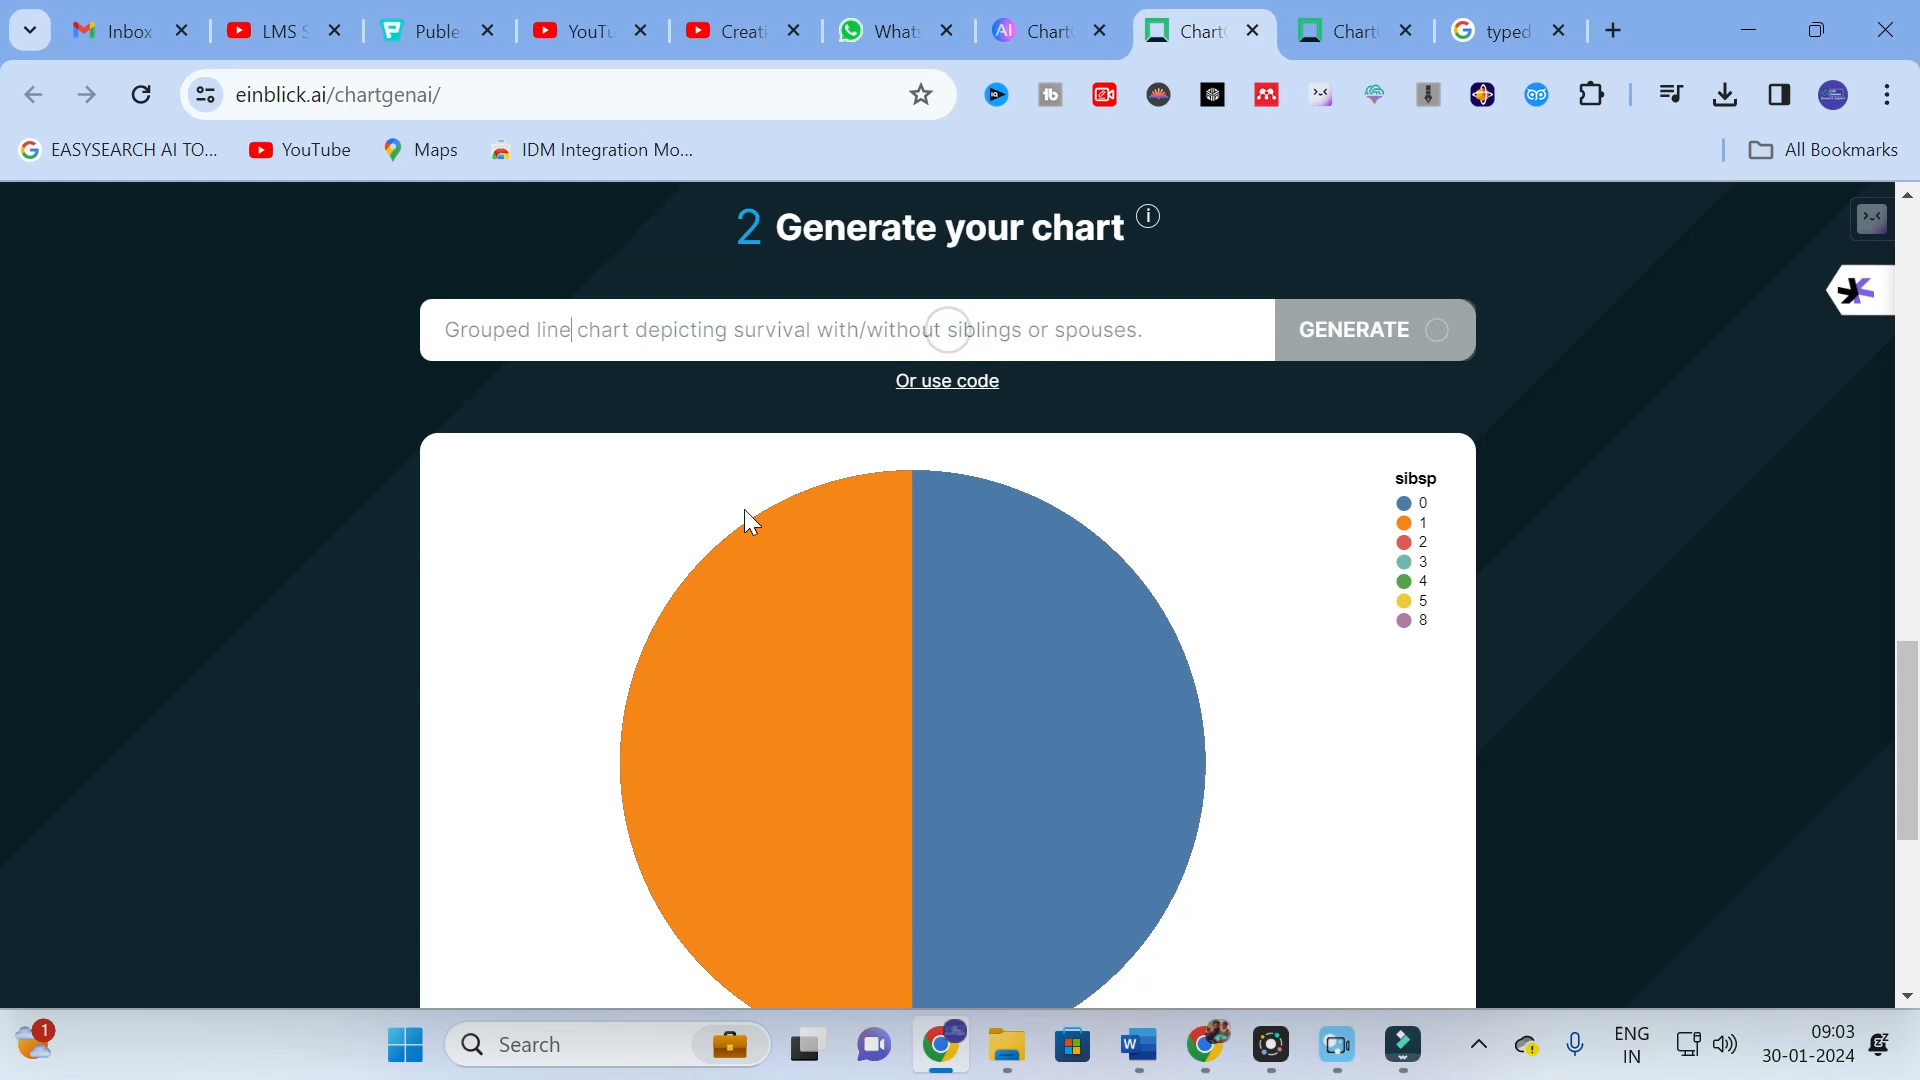 Inbox
LMS S
Puble
YouTu
Creati
What:
Chart
Chart
Chart
typed
einblick.ai/chartgenai/
EASYSEARCH AI TO...
YouTube
Maps
IDM Integration Mo...
All Bookmarks
2 Generate your chart
Grouped line chart depicting survival with/without siblings or spouses.
GENERATE
Or use code
sibsp
0
1
2
3
4
5
8
1
Search
ENG
IN
09:03
30-01-2024